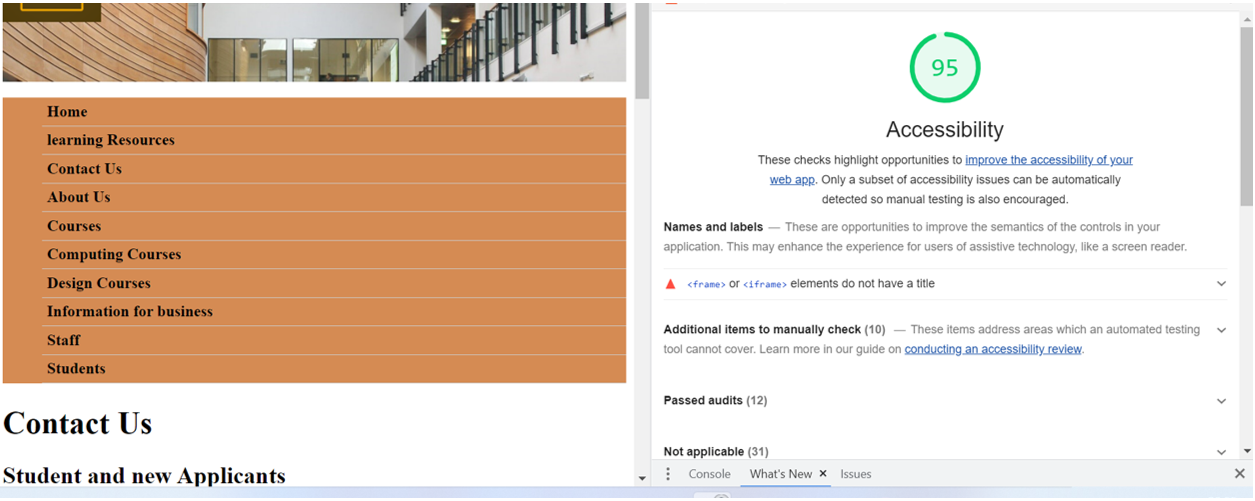 Home
learning Resources
Contact Us
About Us
Courses
Computing Courses
Design Courses
Information for business
Staff
Students
Contact Us
Student and new Applicants
95
Accessibility
These checks highlight opportunities to improve the accessibility of your
web app. Only a subset of accessibility issues can be automatically
detected so manual testing is also encouraged.
Names and labels — These are opportunities to improve the semantics of the controls in your
application. This may enhance the experience for users of assistive technology, like a screen reader.
<frame> or <iframe> elements do not have a title
Additional items to manually check (10) — These items address areas which an automated testing
tool cannot cover. Learn more in our guide on conducting an accessibility review.
Passed audits (12)
Not applicable (31)
Console What's New Issues